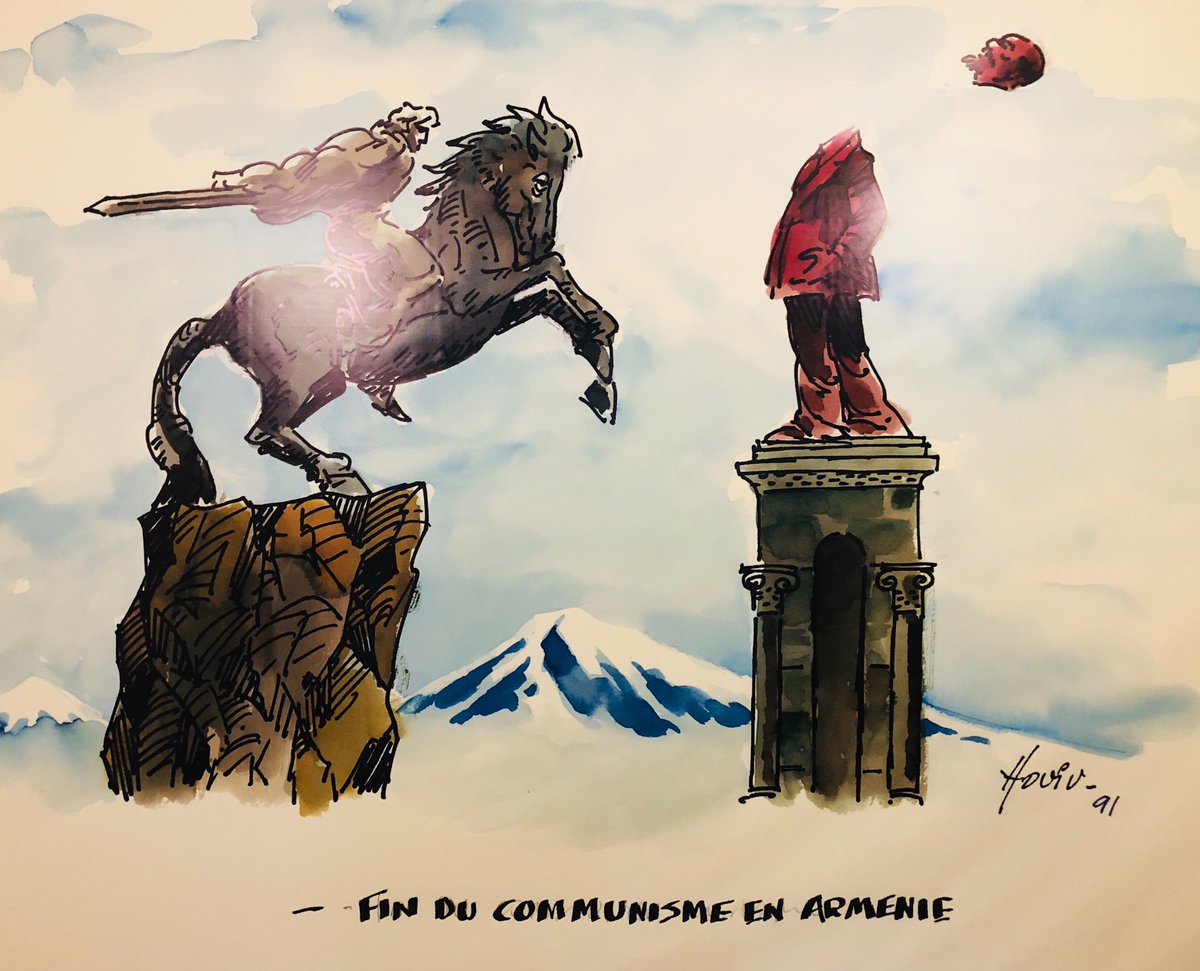 Hoviv-
91
— FIN DU COMMUNISME EN ARMENIE